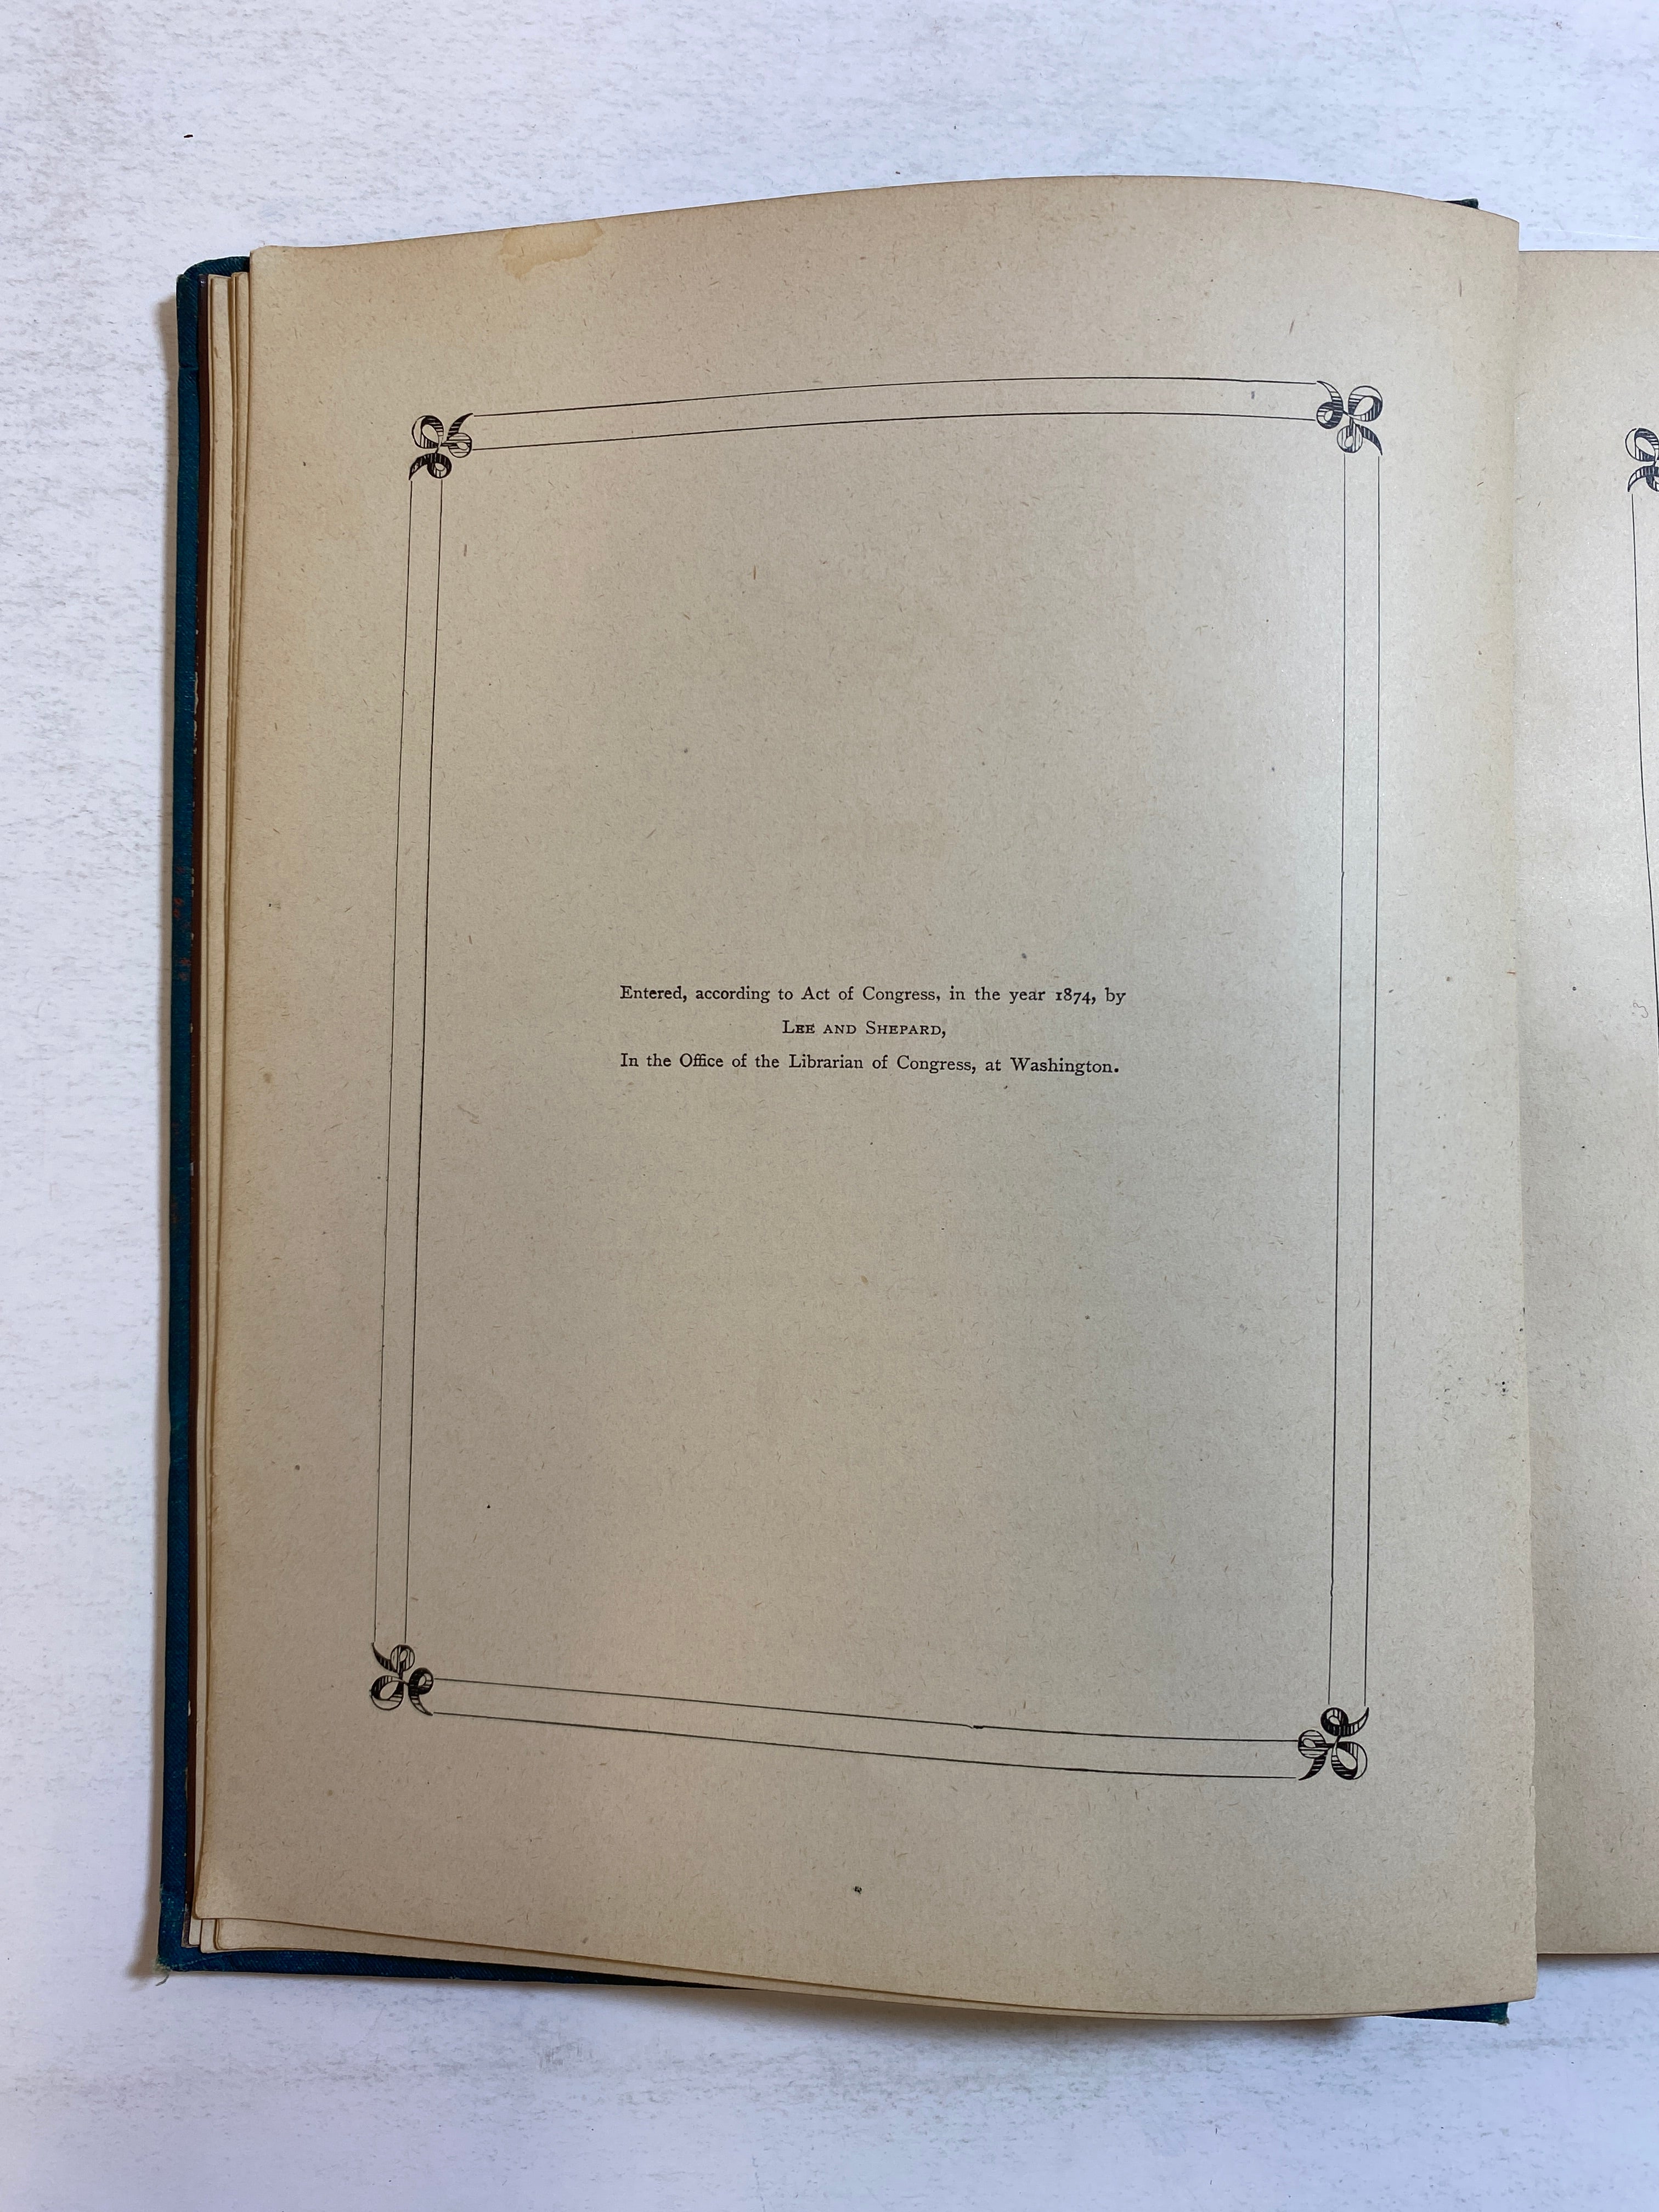 Entered, according to Act of Congress, in the year 1874, by
LEE AND SHEPARD,
In the Office of the Librarian of Congress, at Washington.